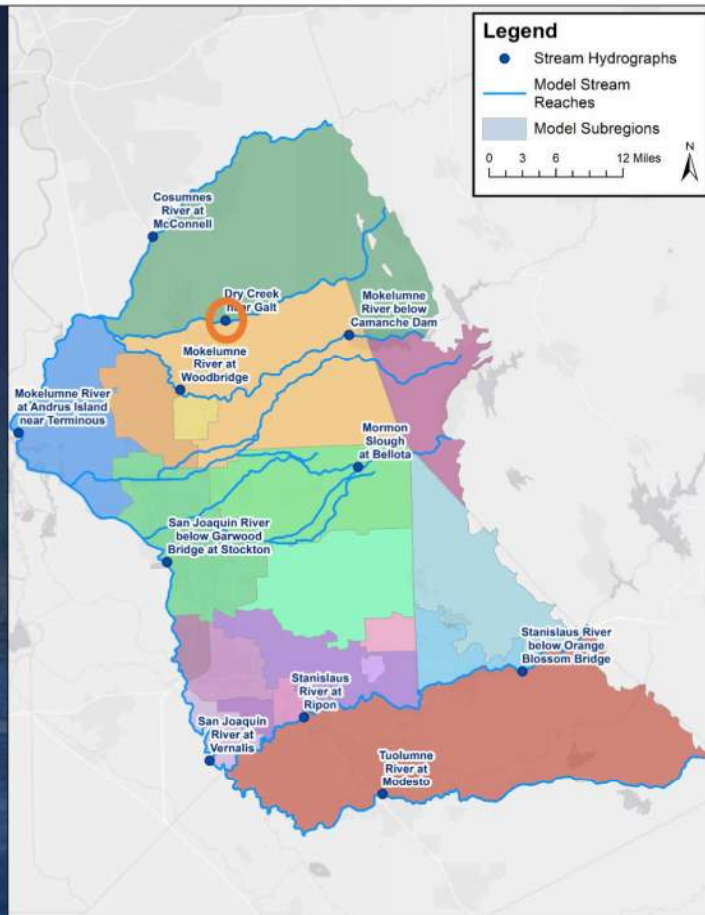 Legend
Stream Hydrographs
Model Stream
Reaches
Model Subregions
0 3 6 12 Miles
N
Cosumnes
River at
McConnell
Dry Creek
near Galt
Mokelumne
River below
Camanche Dam
Mokelumne
River at
Woodbridge
Mokelumne River
at Andrus Island
near Terminous
Mormon
Slough
at Bellota
San Joaquin River
below Garwood
Bridge at Stockton
Stanislaus River
below Orange
Blossom Bridge
Stanislaus
River at
Ripon
San Joaquin
River at
Vernalis
Tuolumne
River at
Modesto